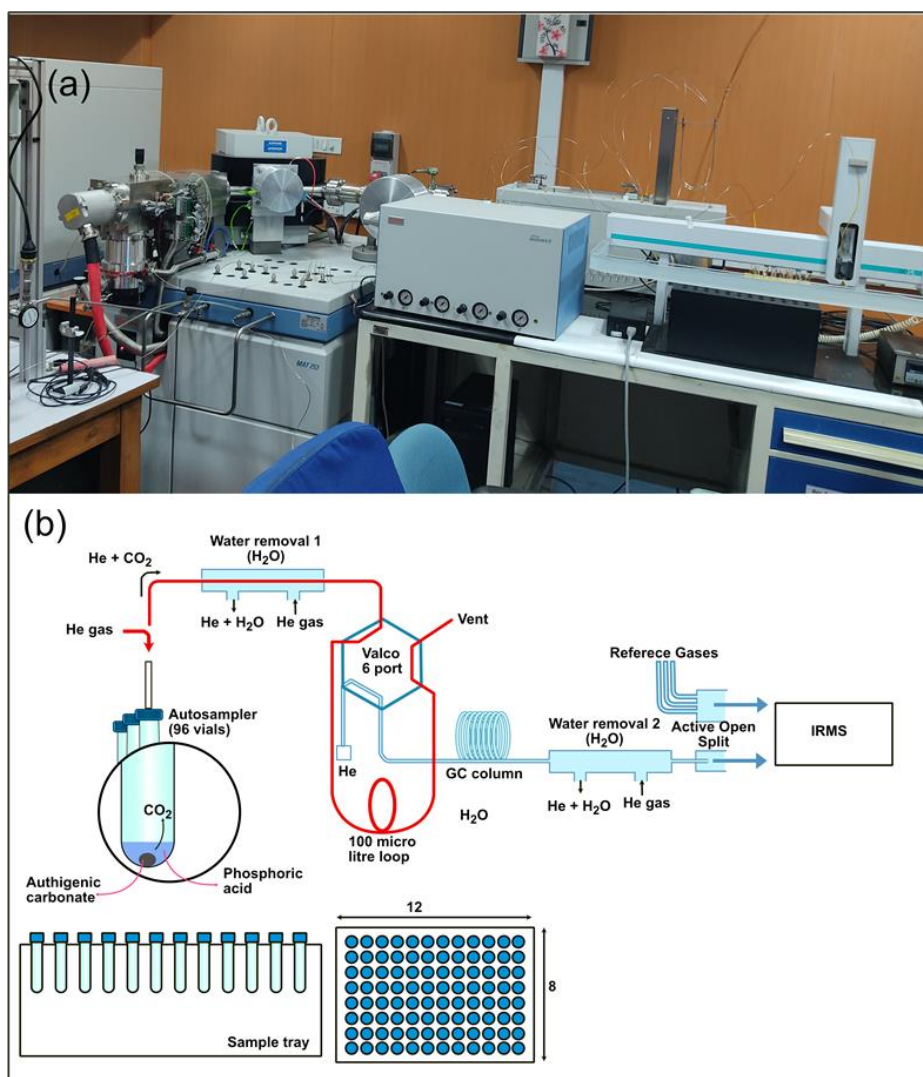 (a)
MAT 253
(b)
He + CO2
Water removal 1
(H2O)
He gas
He + H2O
He gas
Vent
Valco
6 port
Referece Gases
Autosampler
(96 vials)
Water removal 2
(H2O)
Active Open
Split
IRMS
CO2
He
GC column
He + H2O
He gas
H2O
100 micro
litre loop
Authigenic
carbonate
Phosphoric
acid
12
8
Sample tray